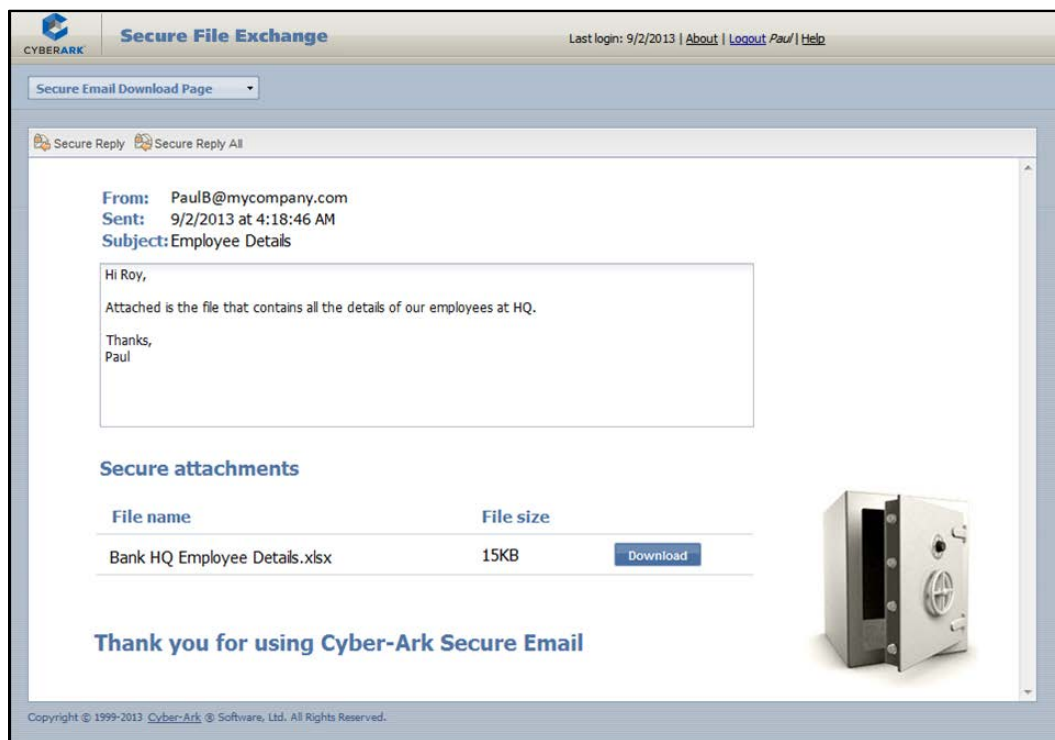 CYBERARK
Secure File Exchange
Last login: 9/2/2013 | About | Logout Paul | Help
Secure Email Download Page
Secure Reply Secure Reply All
From: PaulB@mycompany.com
Sent: 9/2/2013 at 4:18:46 AM
Subject: Employee Details
Hi Roy,
Attached is the file that contains all the details of our employees at HQ.
Thanks,
Paul
Secure attachments
File name File size
Bank HQ Employee Details.xlsx 15KB Download
Thank you for using Cyber-Ark Secure Email
Copyright © 1999-2013 Cyber-Ark ® Software, Ltd. All Rights Reserved.